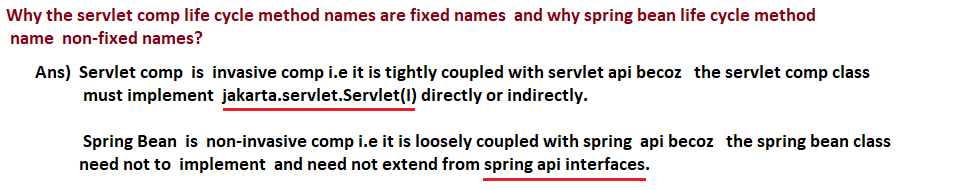 Why the servlet comp life cycle method names are fixed names and why spring bean life cycle method
name non-fixed names?
Ans) Servlet comp is invasive comp i.e it is tightly coupled with servlet api becoz the servlet comp class
must implement jakarta.servlet.Servlet(I) directly or indirectly.
Spring Bean is non-invasive comp i.e it is loosely coupled with spring api becoz the spring bean class
need not to implement and need not extend from spring api interfaces.